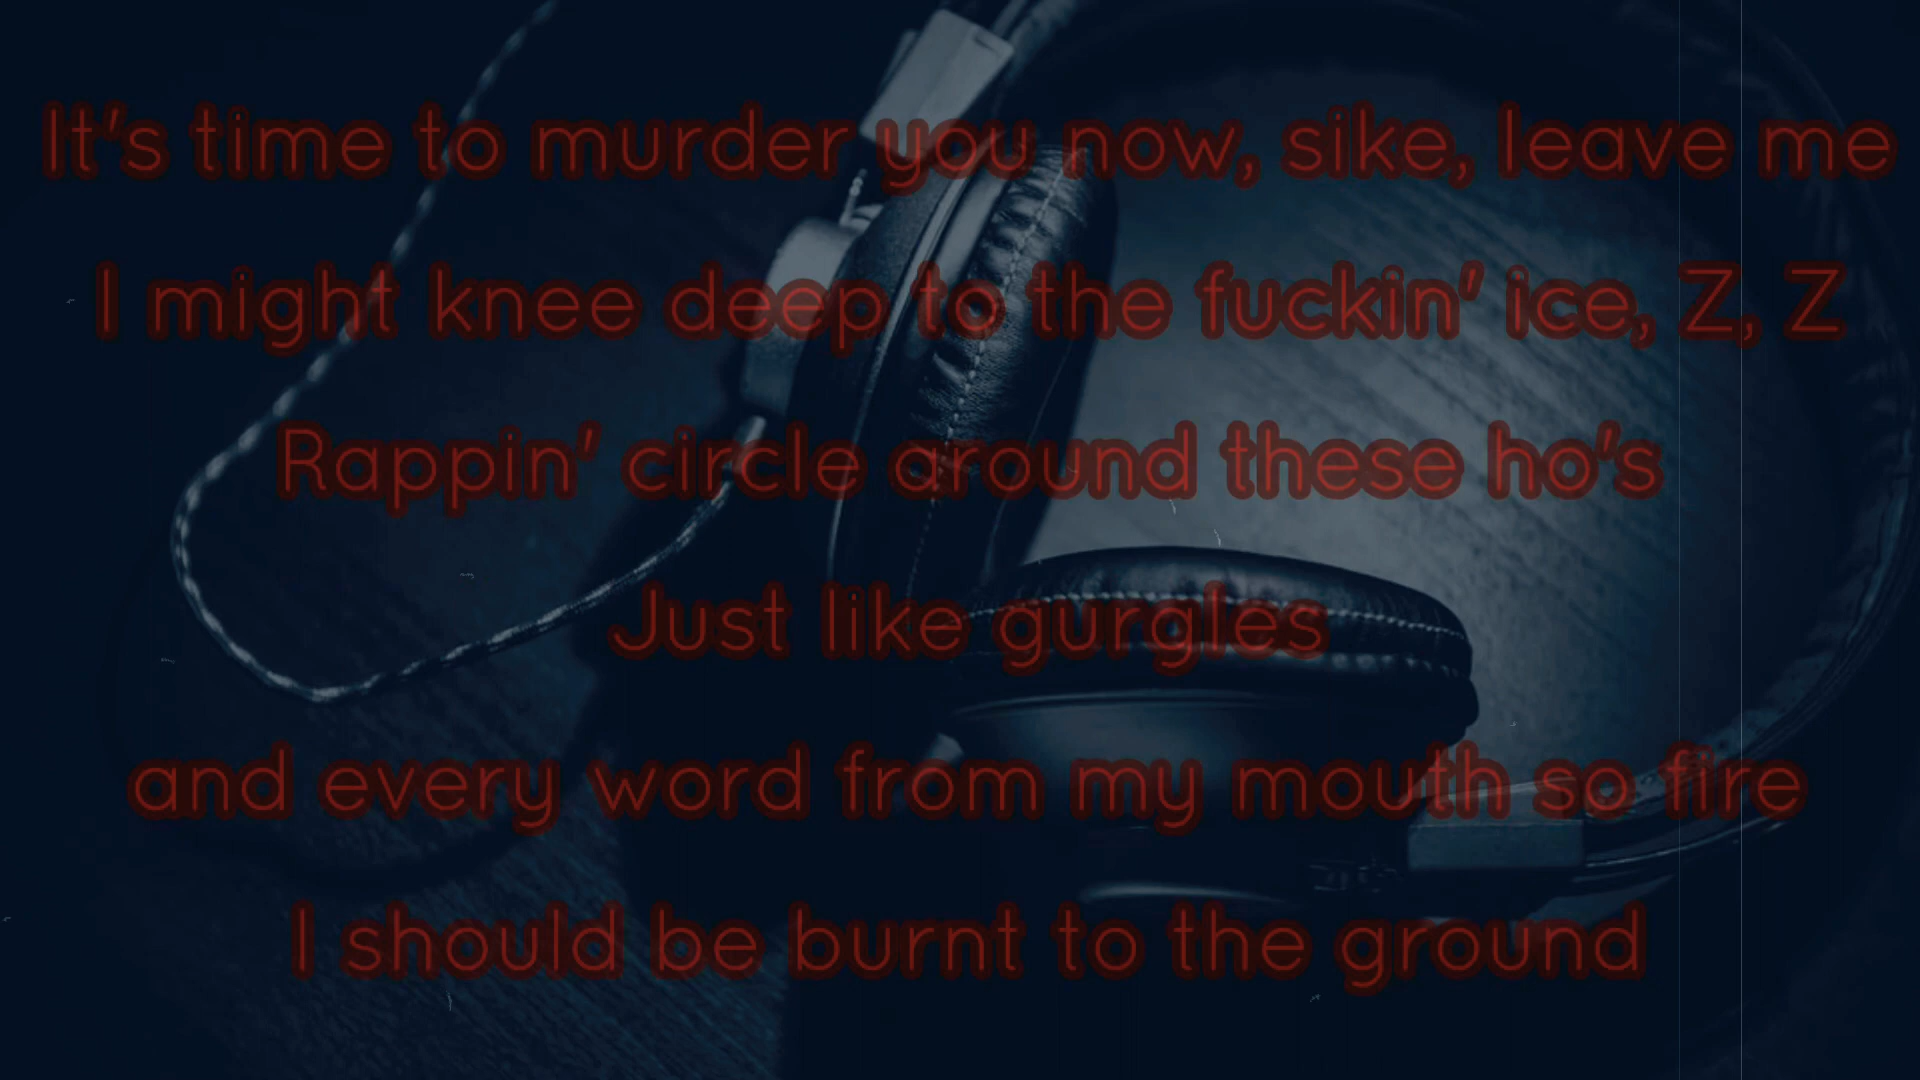 It's time to murder you now, sike, leave me
I might knee deep to the fuckin' ice, Z, Z
Rappin' circle around these ho's
Just like gurgles
and every word from my mouth so fire
I should be burnt to the ground